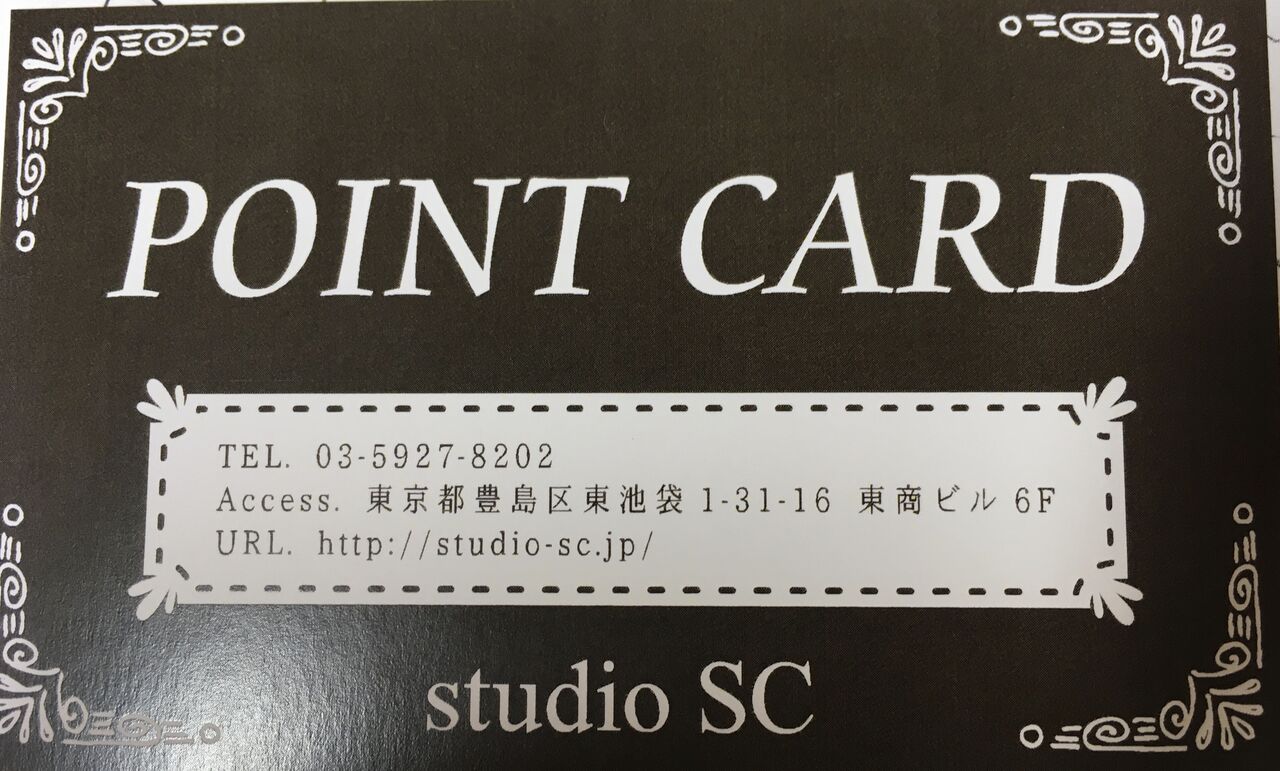 POINT CARD
TEL. 03-5927-8202
Access. 東京都豊島区東池袋1-31-16 東商ビル 6F
URL. http://studio-sc.jp/
studio SC